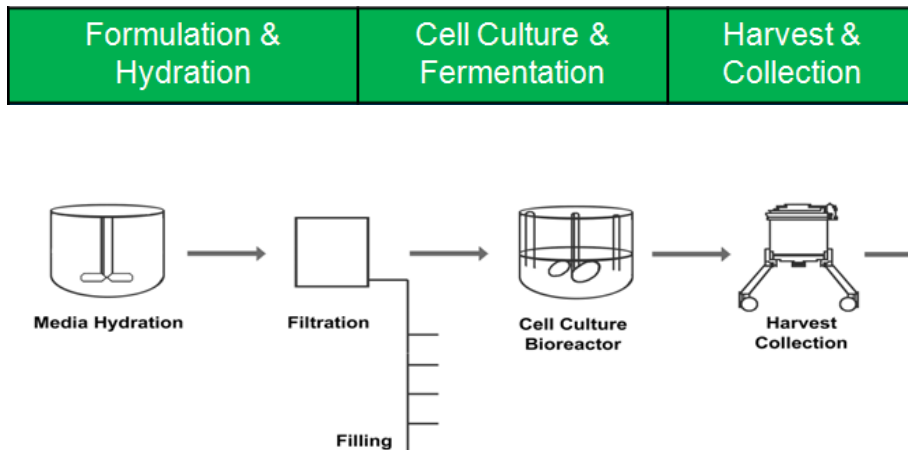 Formulation &
Hydration
Cell Culture &
Fermentation
Harvest &
Collection
Media Hydration
Filtration
Cell Culture
Bioreactor
Harvest
Collection
Filling